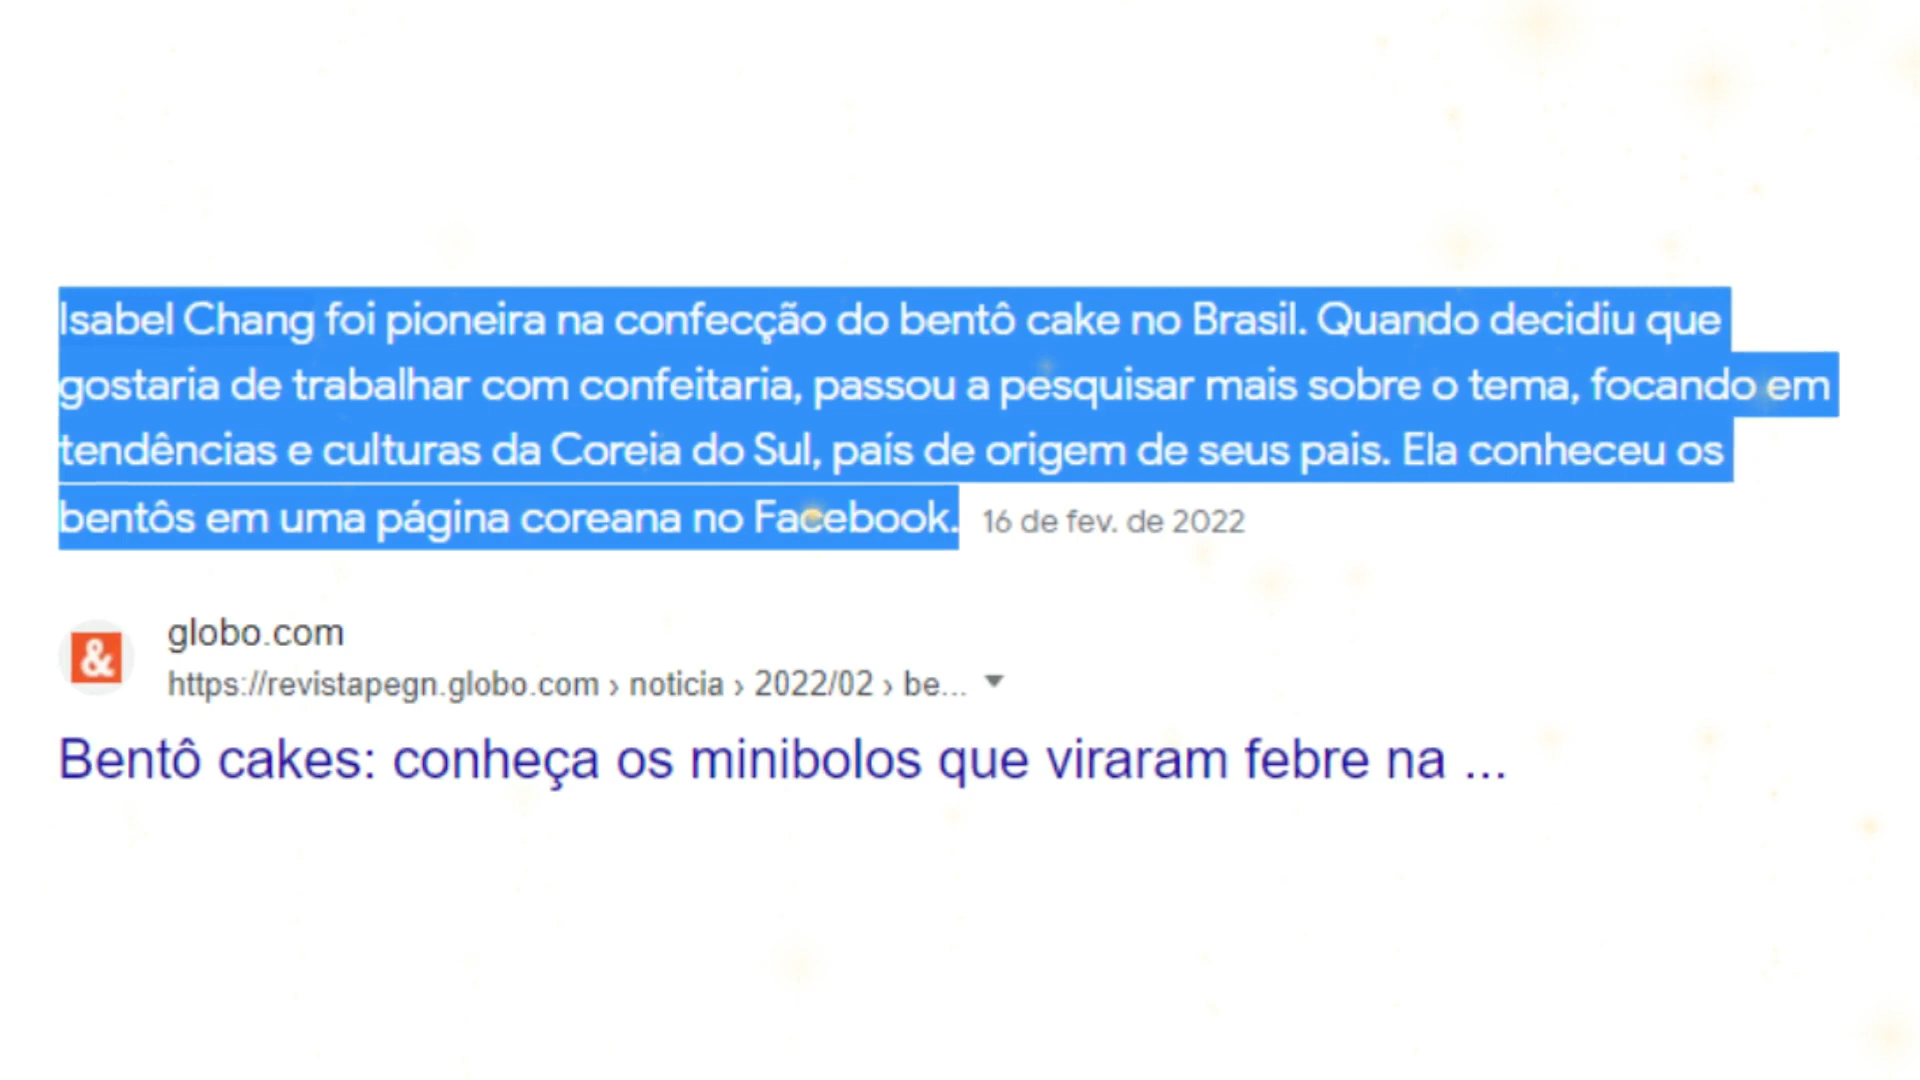 Isabel Chang foi pioneira na confecção do bentô cake no Brasil. Quando decidiu que
gostaria de trabalhar com confeitaria, passou a pesquisar mais sobre o tema, focando em
tendências e culturas da Coreia do Sul, país de origem de seus pais. Ela conheceu os
bentôs em uma página coreana no Facebook. 16 de fev. de 2022
&
globo.com
https://revistapegn.globo.com › noticia › 2022/02 › be...
Bentô cakes: conheça os minibolos que viraram febre na ...